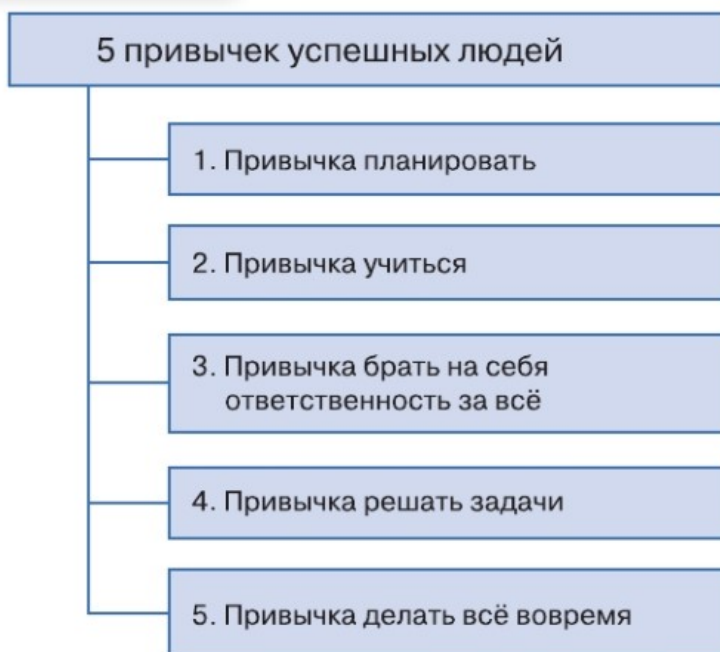 5 привычек успешных людей
1. Привычка планировать
2. Привычка учиться
3. Привычка брать на себя
ответственность за всё
4. Привычка решать задачи
5. Привычка делать всё вовремя